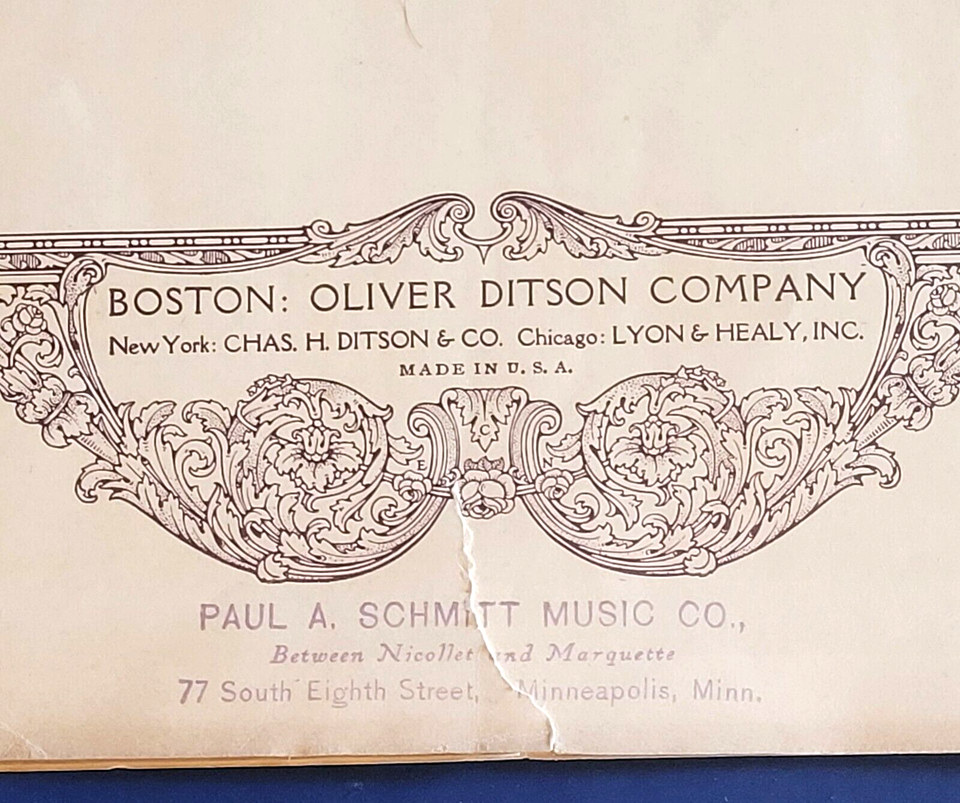 BOSTON: OLIVER DITSON COMPANY
New York: CHAS. H. DITSON & CO. Chicago: LYON & HEALY, INC.
MADE IN U. S. A.
PAUL A. SCHMITT MUSIC CO.,
Between Nicollet and Marquette
77 South Eighth Street, Minneapolis, Minn.